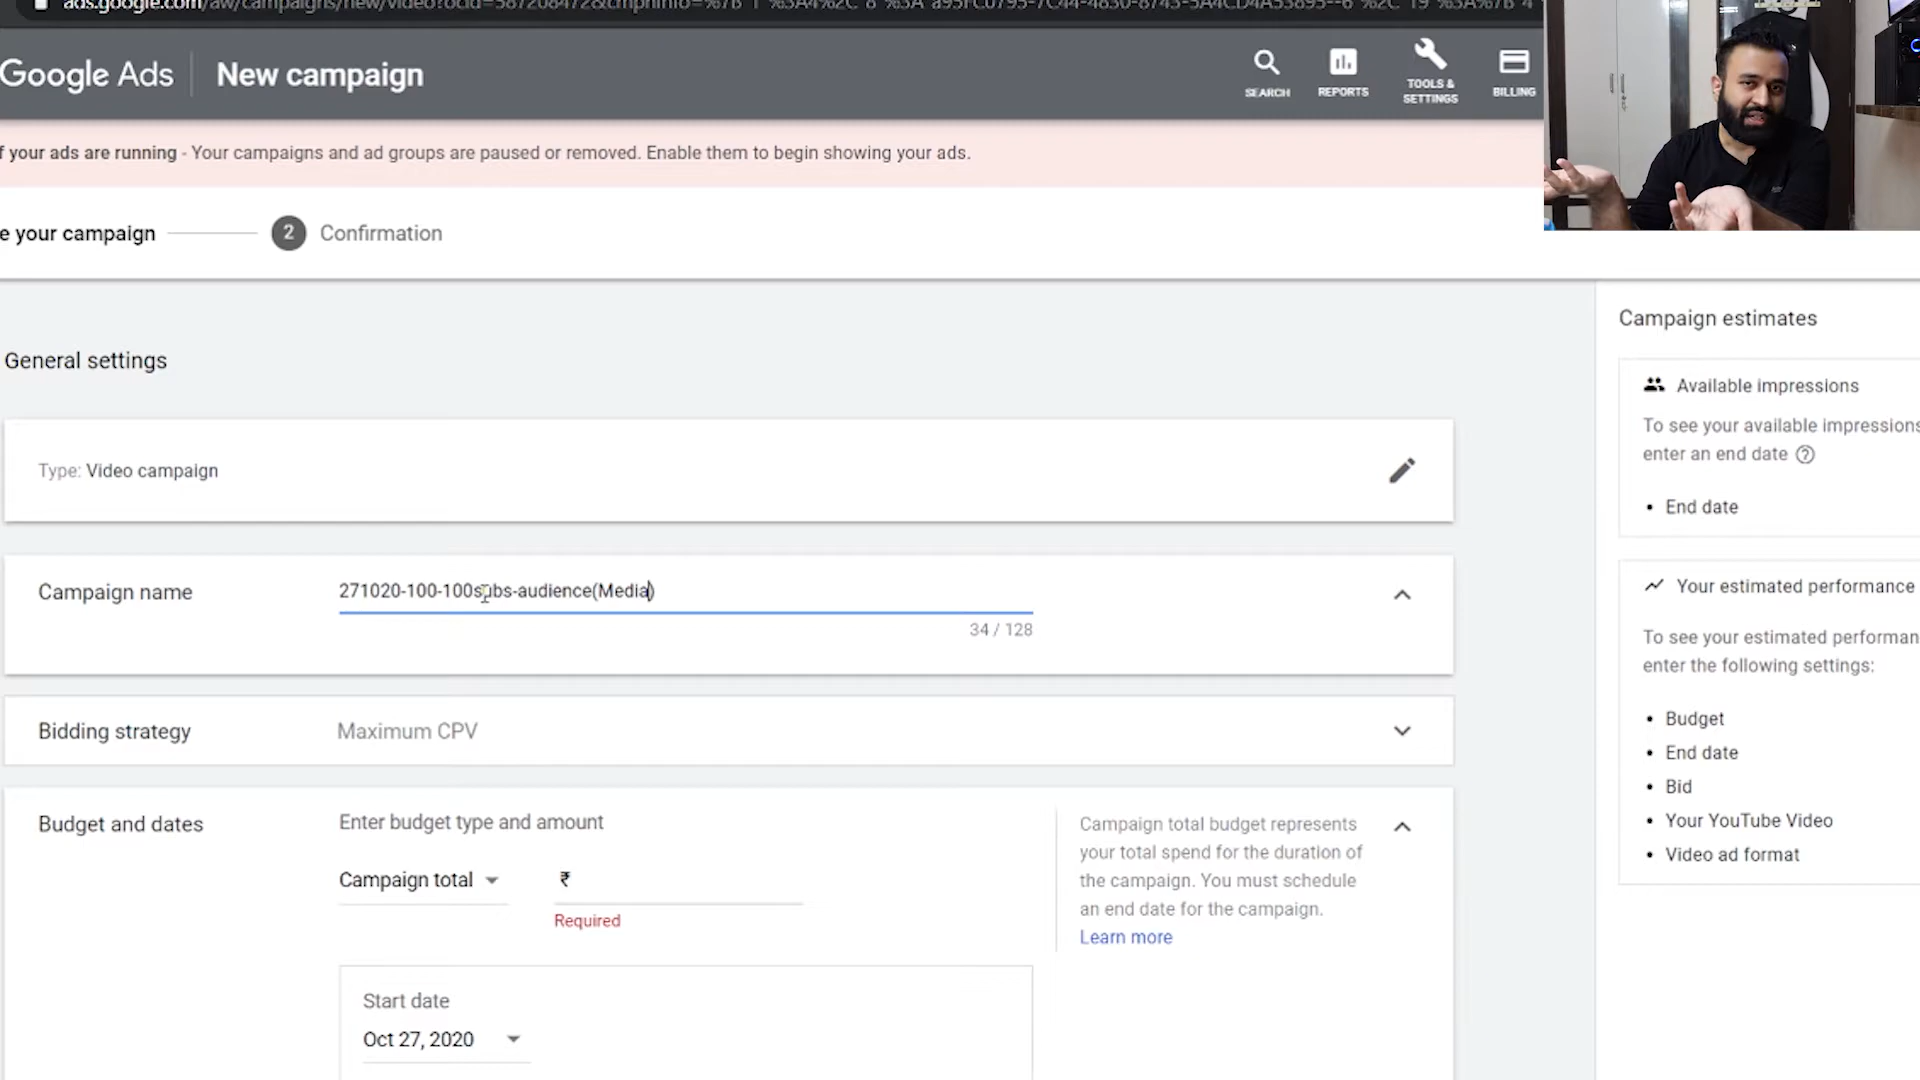 Google Ads
New campaign
SEARCH
REPORTS
TOOLS &
SETTINGS
BILLING
f your ads are running - Your campaigns and ad groups are paused or removed. Enable them to begin showing your ads.
e your campaign
2
Confirmation
General settings
Type: Video campaign
Campaign name
271020-100-100subs-audience(Media)
34 / 128
Bidding strategy
Maximum CPV
Budget and dates
Enter budget type and amount
Campaign total
₹
Required
Campaign total budget represents
your total spend for the duration of
the campaign. You must schedule
an end date for the campaign.
Learn more
Start date
Oct 27, 2020
Campaign estimates
Available impressions
To see your available impressions
enter an end date
• End date
Your estimated performance
To see your estimated performan
enter the following settings:
• Budget
• End date
• Bid
• Your YouTube Video
• Video ad format